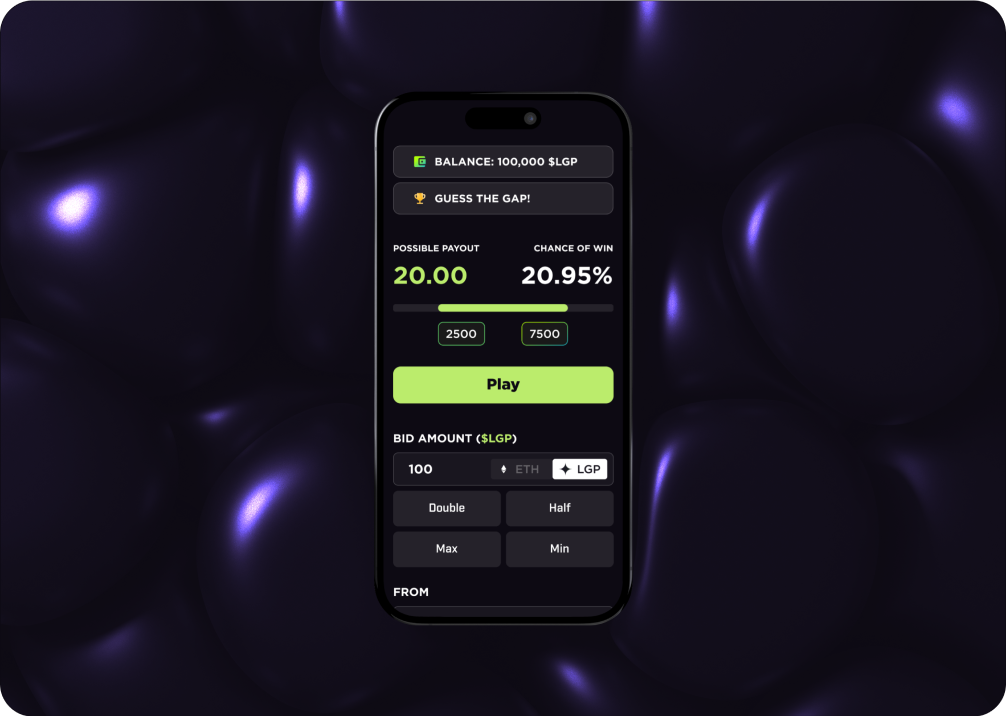 BALANCE: 100,000 $LGP
GUESS THE GAP!
POSSIBLE PAYOUT CHANCE OF WIN
20.00 20.95%
2500 7500
Play
BID AMOUNT ($LGP)
100 ETH LGP
Double Half
Max Min
FROM